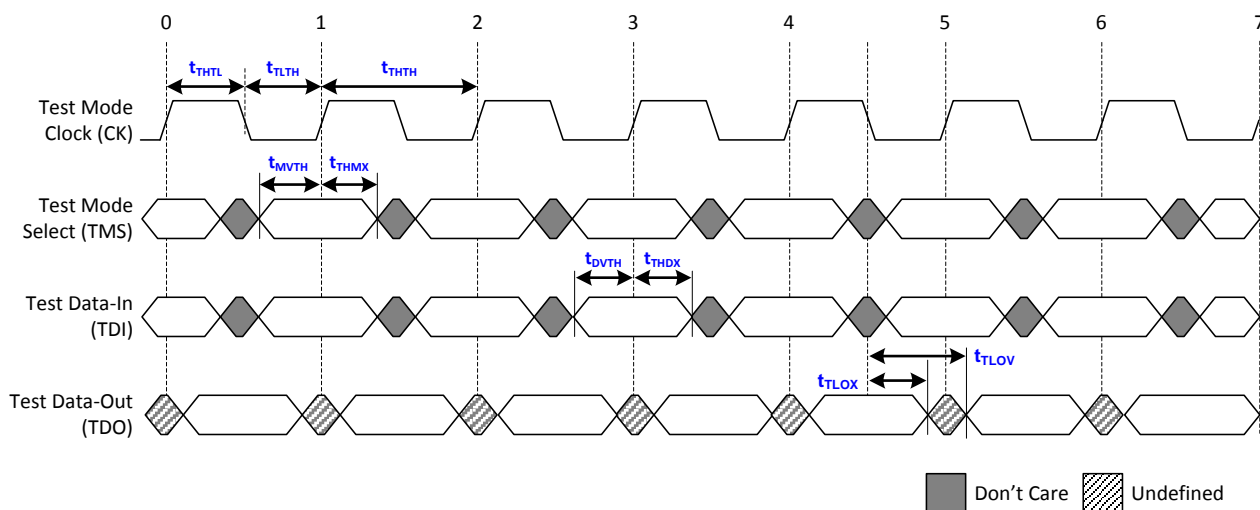 0 1 2 3 4 5 6 7
tTHTL tTLTH tTHTH
Test Mode
Clock (CK)
tMVTH tTHMX
Test Mode
Select (TMS)
tDVTH tTHDX
Test Data-In
(TDI)
tTLOV
tTLOX
Test Data-Out
(TDO)
Don't Care Undefined